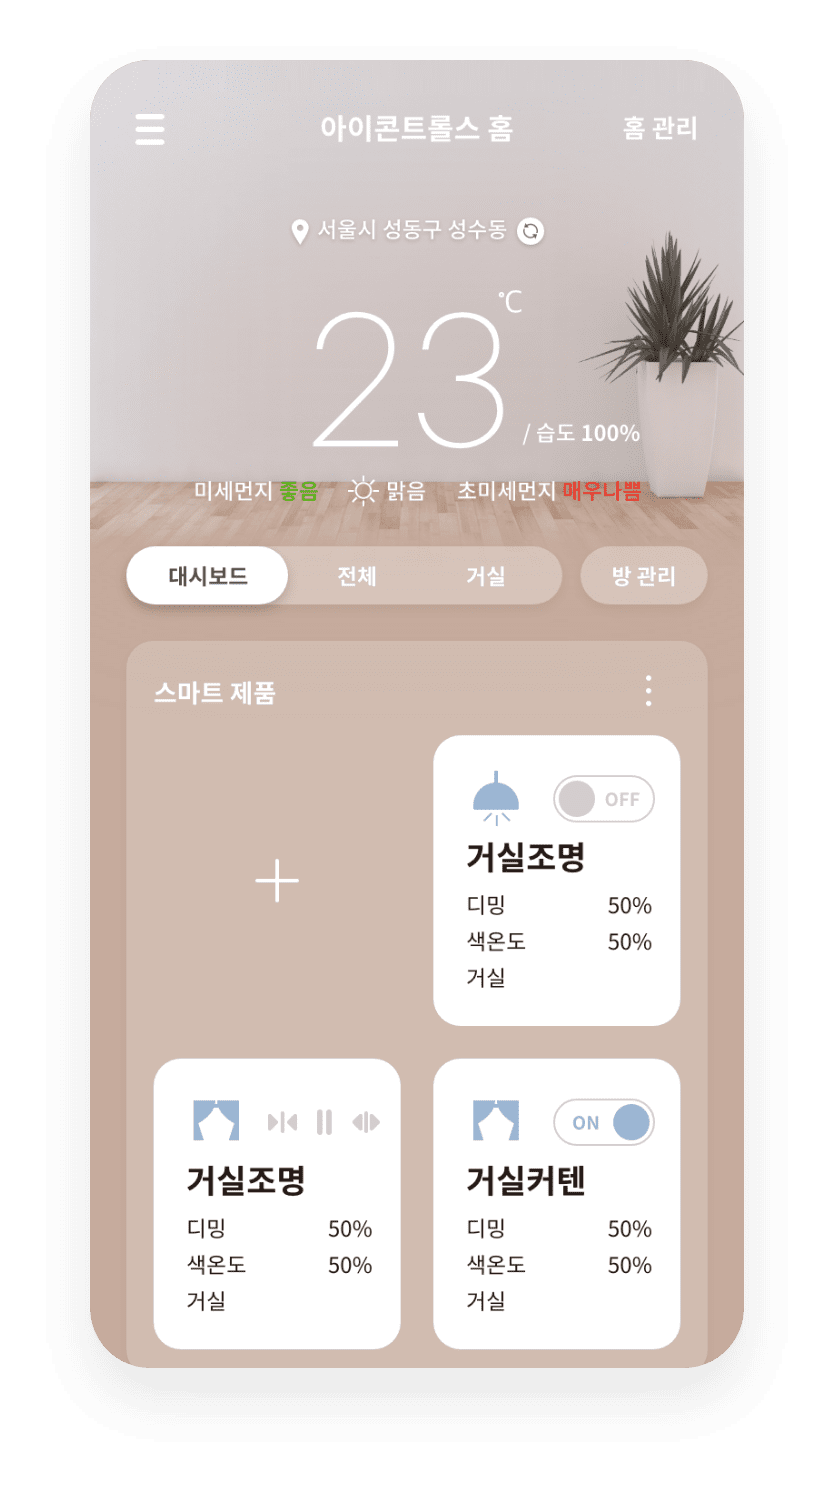 아이콘트롤스 홈 홈 관리
서울시 성동구 성수동
23 °C / 습도 100%
미세먼지 좋음 맑음 초미세먼지 매우나쁨
대시보드 전체 거실 방 관리
스마트 제품
OFF
거실조명
디밍 50%
색온도 50%
거실
거실조명
디밍 50%
색온도 50%
거실
ON
거실커텐
디밍 50%
색온도 50%
거실